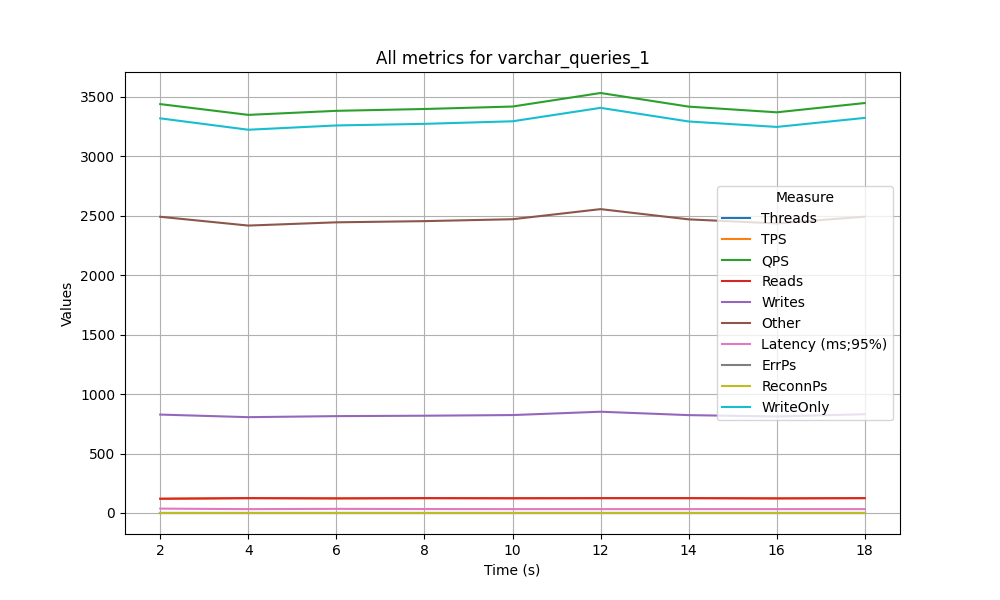 All metrics for varchar_queries_1
Values
3500
3000
2500
2000
1500
1000
500
0
Measure
Threads
TPS
QPS
Reads
Writes
Other
Latency (ms;95%)
ErrPs
ReconnPs
WriteOnly
2 4 6 8 10 12 14 16 18
Time (s)